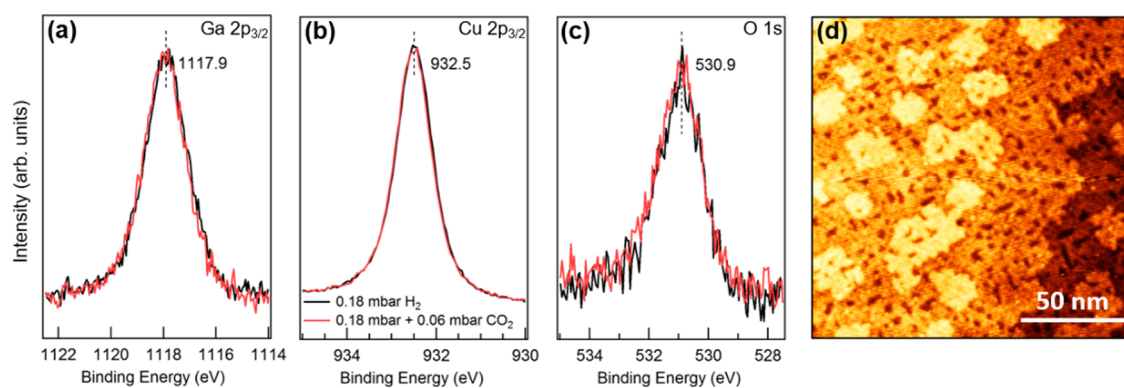 (a) Ga 2p3/2
1117.9
(b) Cu 2p3/2
932.5
(c) O 1s
530.9
(d)
Intensity (arb. units)
0.18 mbar H2
0.18 mbar + 0.06 mbar CO2
50 nm
1122 1120 1118 1116 1114
934 932 930
534 532 530 528
Binding Energy (eV)
Binding Energy (eV)
Binding Energy (eV)